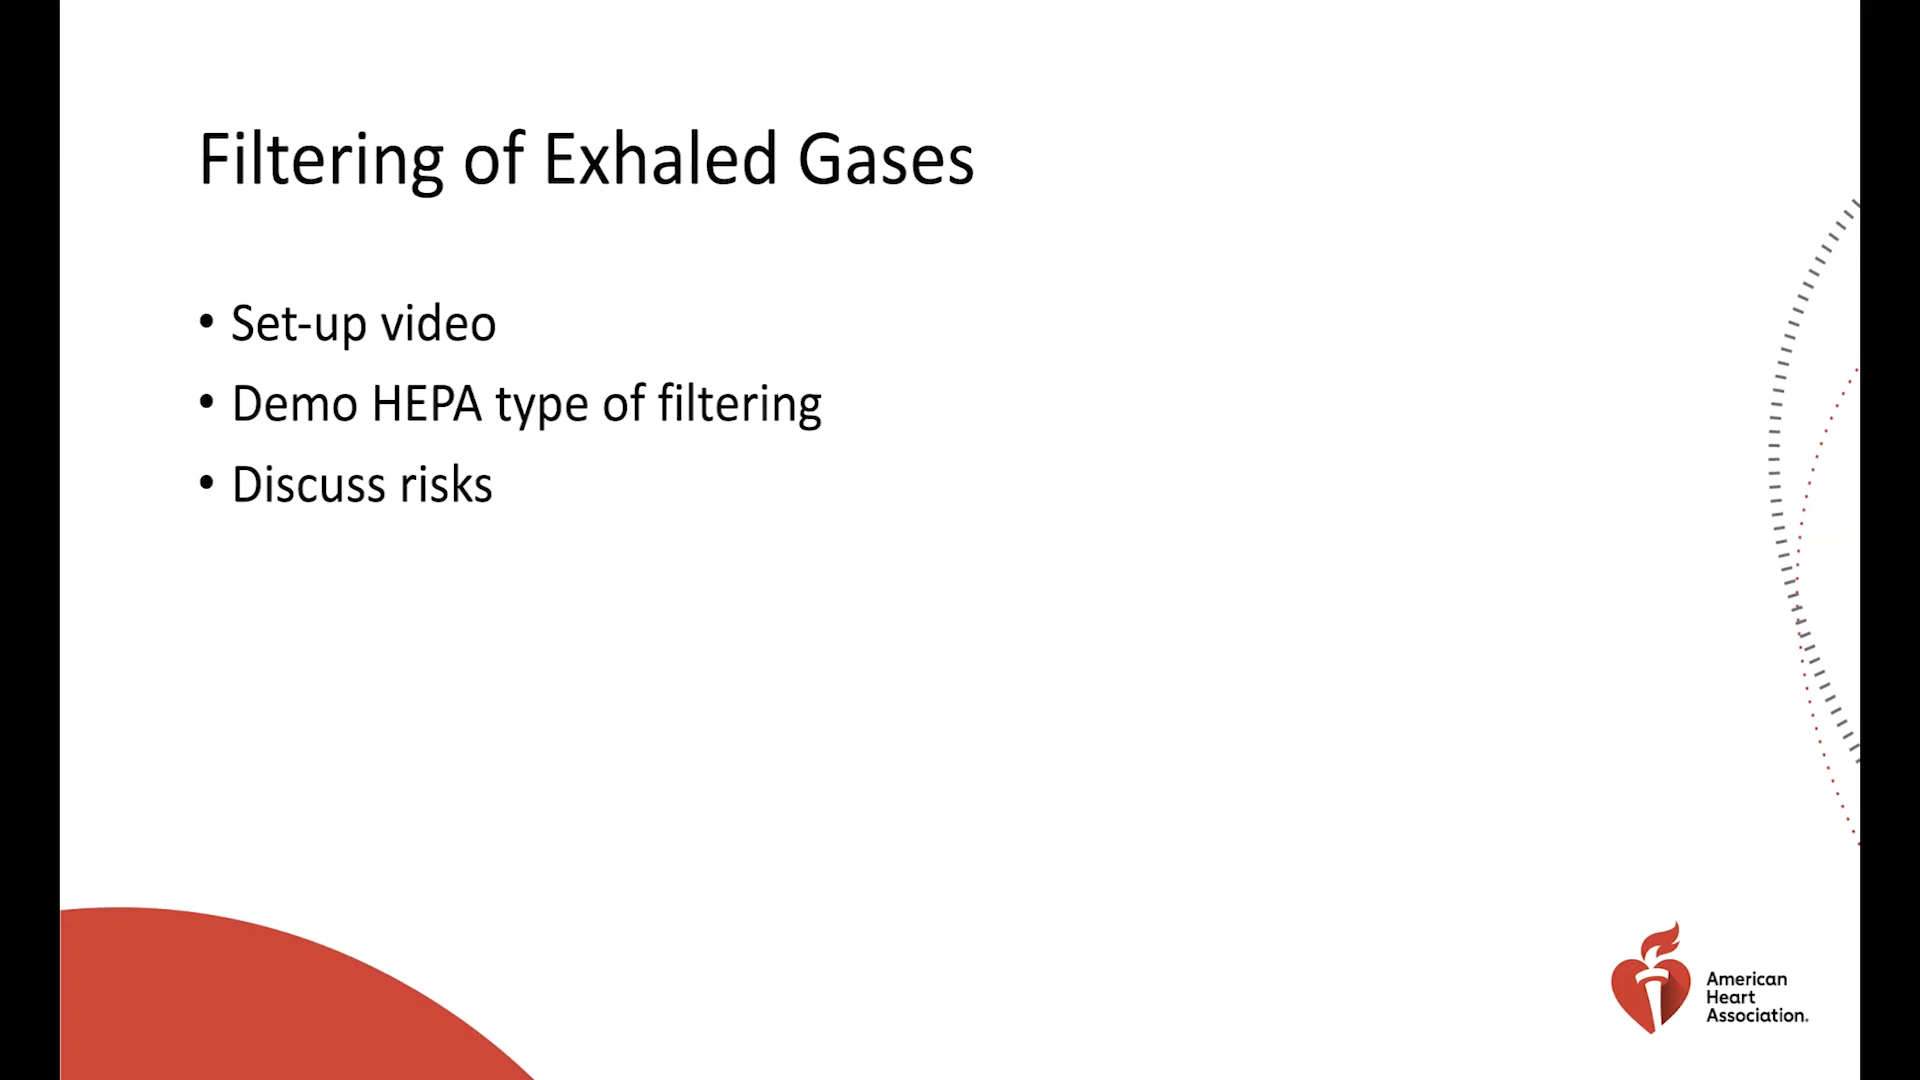 Filtering of Exhaled Gases
• Set-up video
• Demo HEPA type of filtering
• Discuss risks
American
Heart
Association.